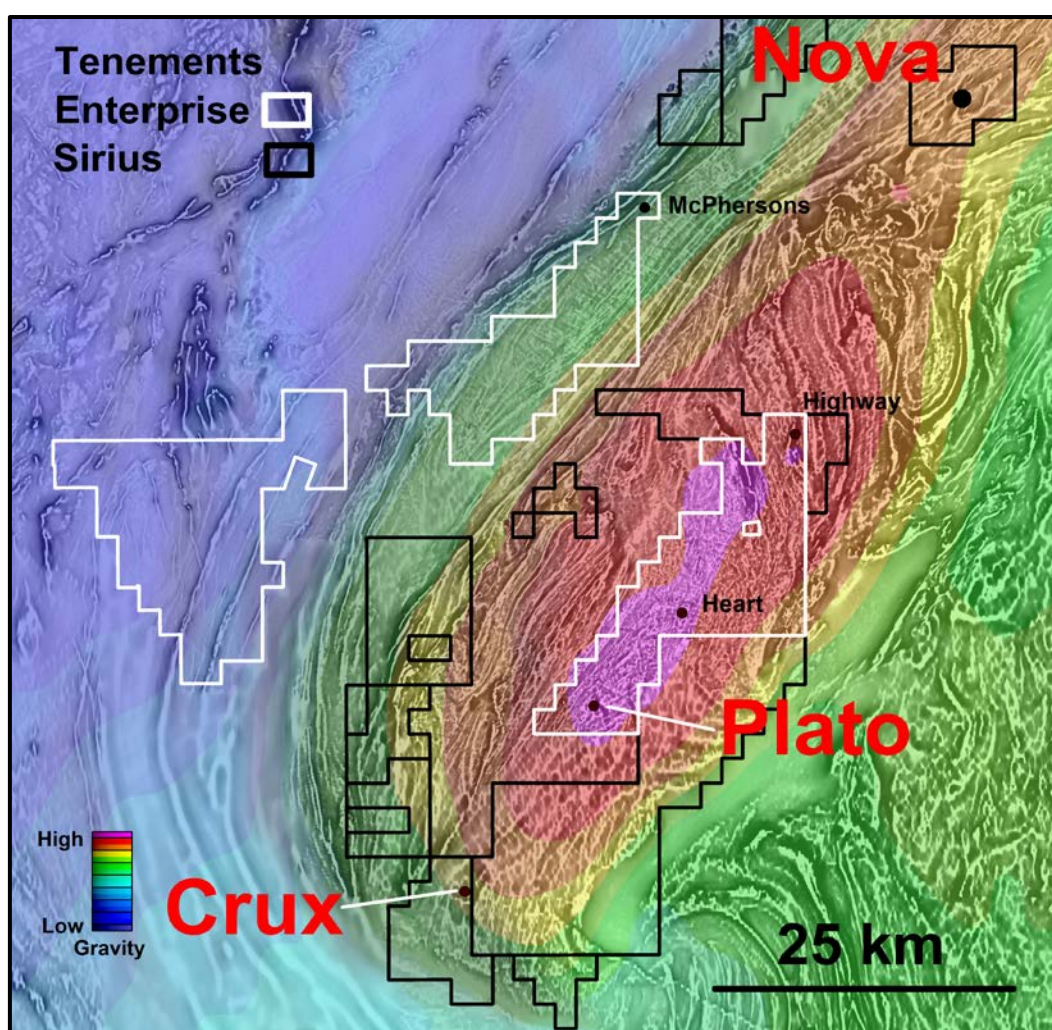 Tenements
Enterprise
Sirius
Nova
McPhersons
Highway
Heart
Plato
High
Low
Gravity
Crux
25 km